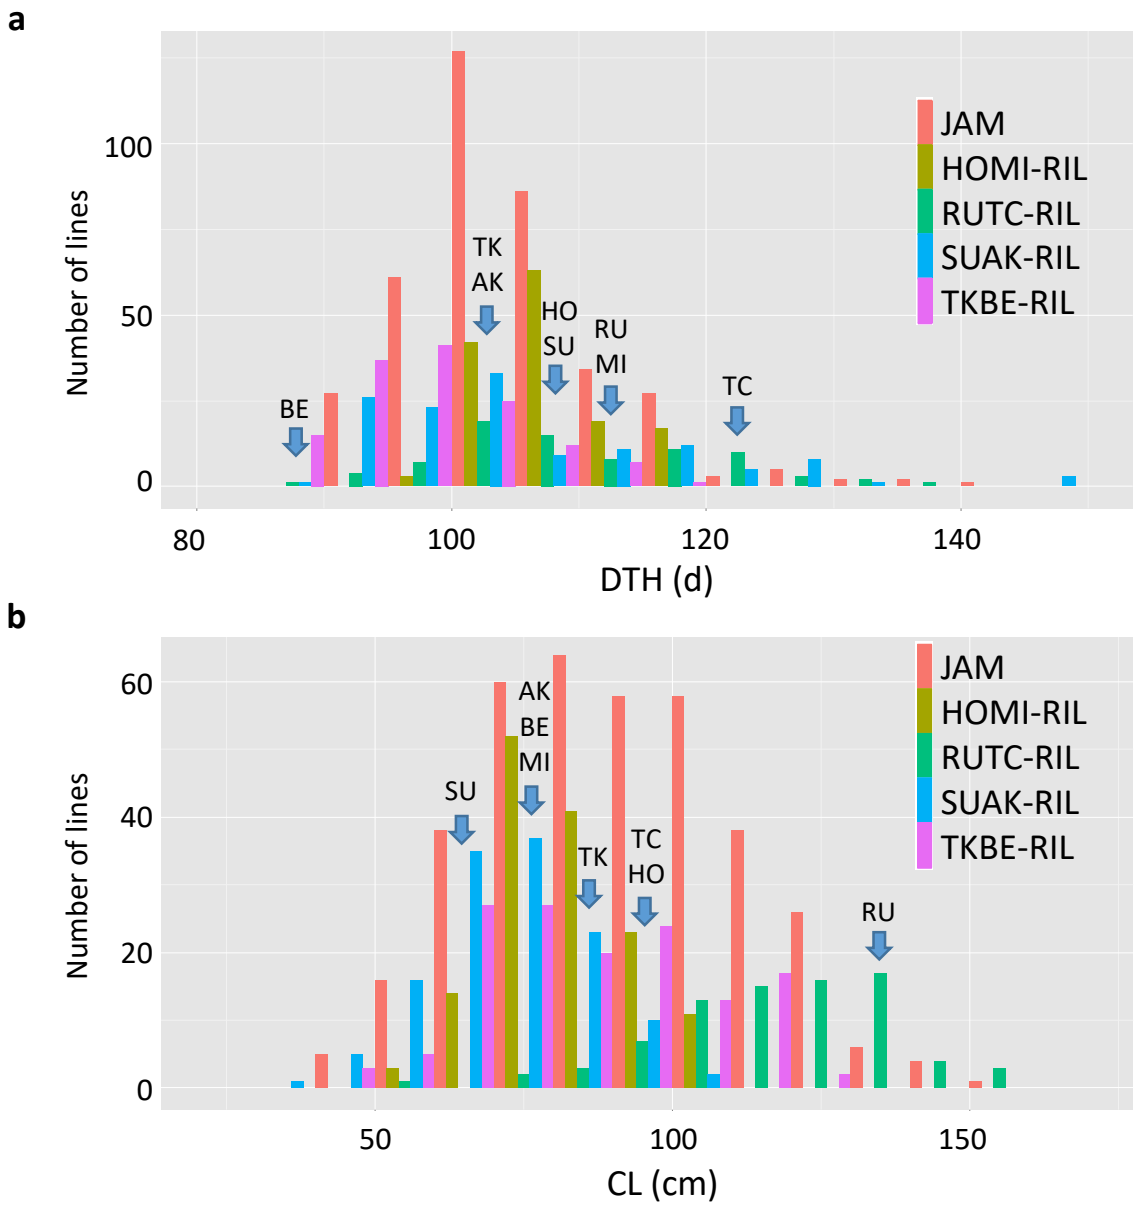 a
Number of lines
100
50
0
BE
TK
AK
HO
SU
RU
MI
TC
JAM
HOMI-RIL
RUTC-RIL
SUAK-RIL
TKBE-RIL
80
100
120
140
DTH (d)
b
Number of lines
60
40
20
0
SU
AK
BE
MI
TK
TC
HO
RU
JAM
HOMI-RIL
RUTC-RIL
SUAK-RIL
TKBE-RIL
50
100
150
CL (cm)